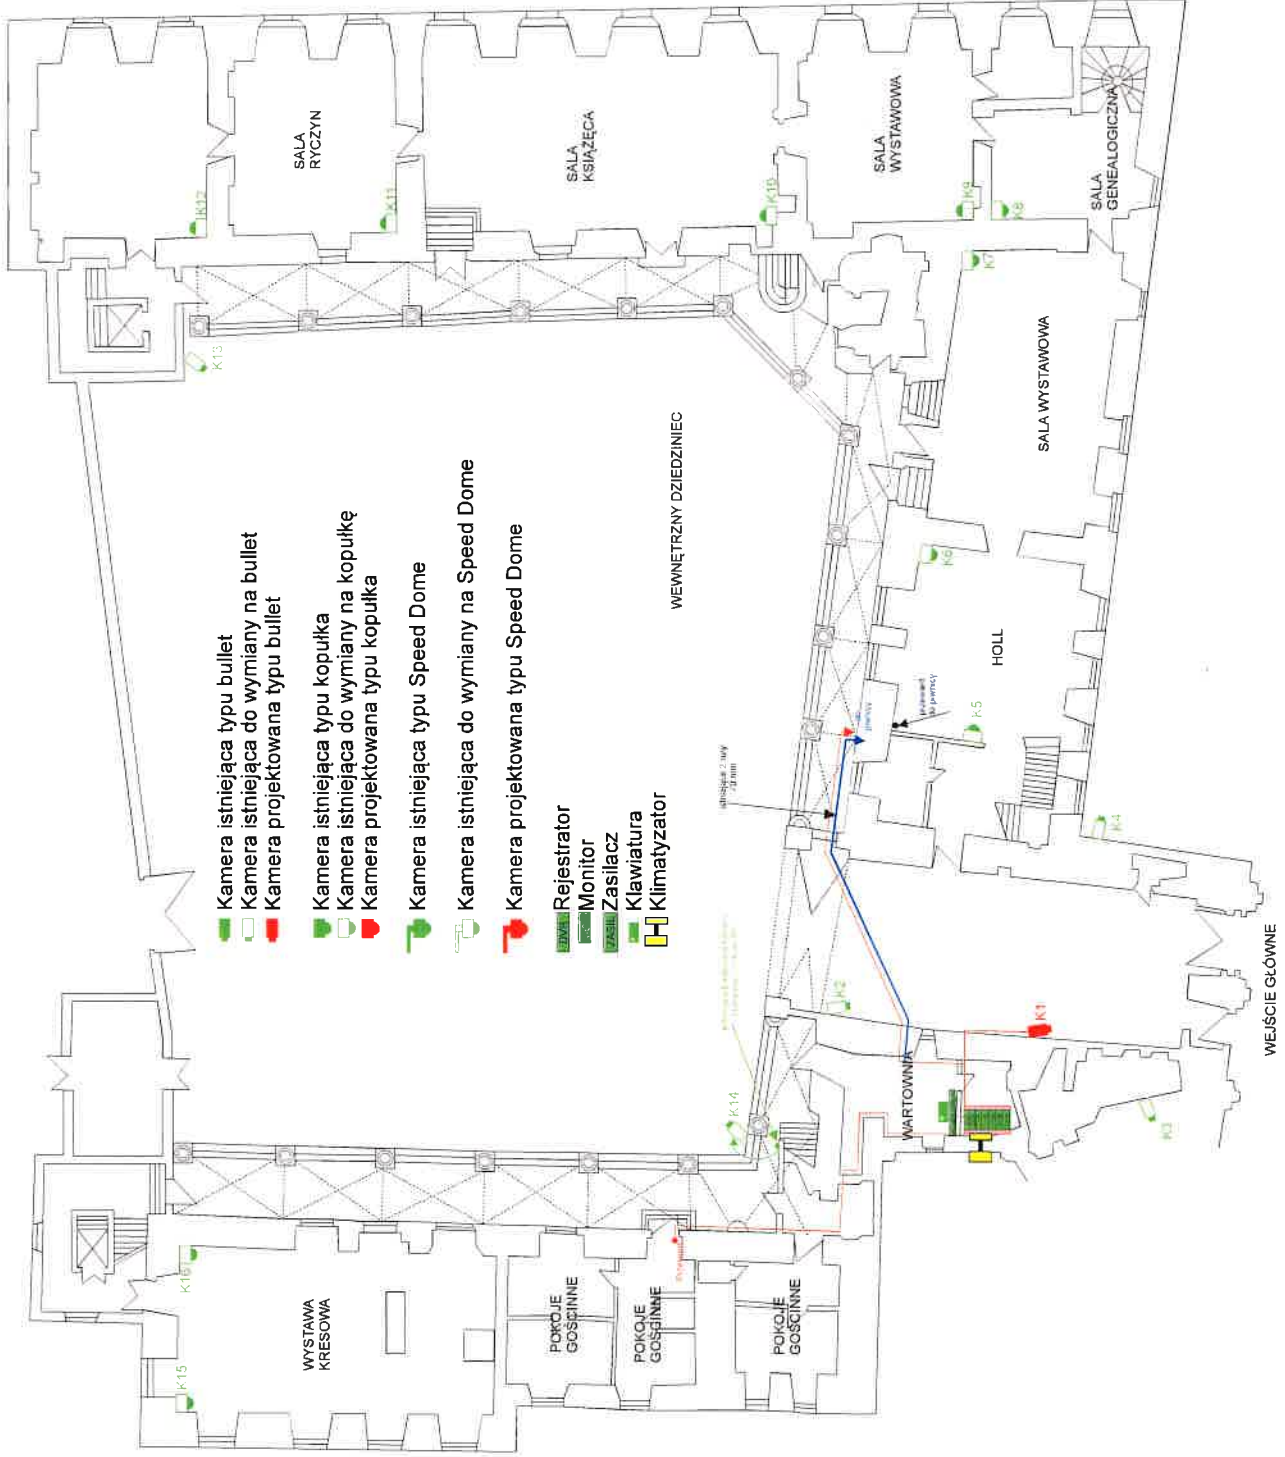 Kamera istniejąca typu bullet
Kamera istniejąca do wymiany na bullet
Kamera projektowana typu bullet
Kamera istniejąca typu kopułka
Kamera istniejąca do wymiany na kopułkę
Kamera projektowana typu kopułka
Kamera istniejąca typu Speed Dome
Kamera istniejąca do wymiany na Speed Dome
Kamera projektowana typu Speed Dome
DVR Rejestrator
Monitor
ZASIL Zasilacz
Klawiatura
Klimatyzator
WEWNĘTRZNY DZIEDZINIEC
SALA
RYCZYN
SALA
KSIĄŻĘCA
SALA
WYSTAWOWA
SALA
GENEALOGICZNA
SALA WYSTAWOWA
HOLL
WARTOWNIA
WEJŚCIE GŁÓWNE
WYSTAWA
KRESOWA
POKOJE
GOŚCINNE
POKOJE
GOŚCINNE
POKOJE
GOŚCINNE
K1
K2
K3
K4
K5
K6
K7
K8
K9
K10
K11
K12
K13
K14
K15
K16